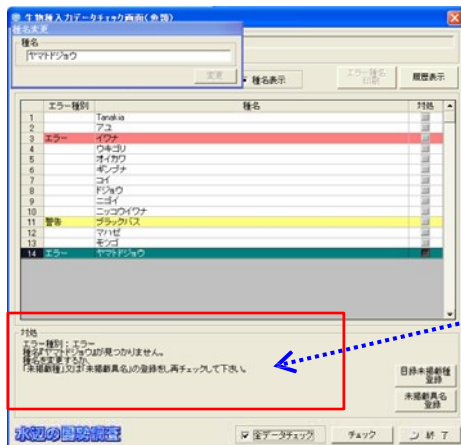 生物種入力データチェック画面(魚類)
種名変更
種名
ヤマトドジョウ
変更
種名表示
エラー種名
印刷
履歴表示
エラー種別 種名 対処
1 Tanakia
2 アユ
3 エラー イワナ
4 ウキゴリ
5 オイカワ
6 ギンブナ
7 コイ
8 ドジョウ
9 ニゴイ
10 ニッコウイワナ
11 警告 ブラックバス
12 マハゼ
13 モツゴ
14 エラー ヤマトドジョウ
対処
エラー種別:エラー
種名『ヤマトドジョウ』が見つかりません。
種名を変更するか、
「未掲載種」又は「未掲載異名」の登録をし再チェックして下さい。
目録未掲載種
登録
未掲載異名
登録
水辺の国勢調査
全データチェック
チェック
終了